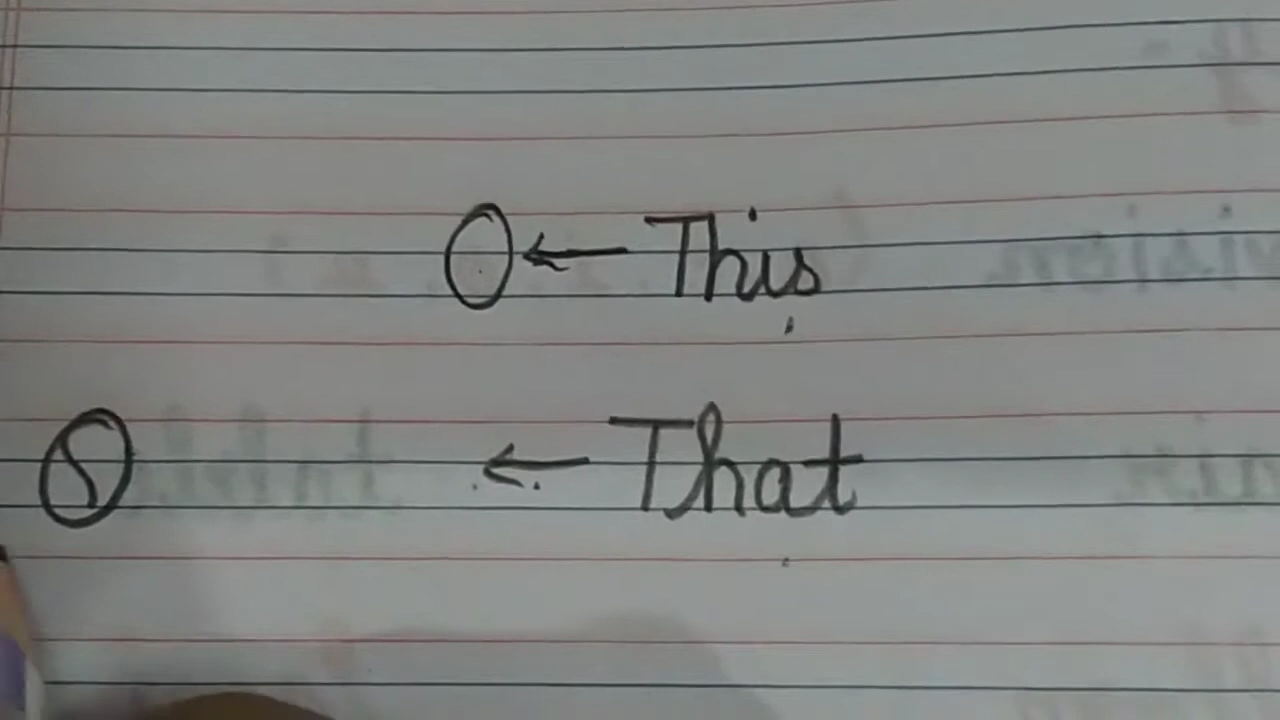 ← This
← That